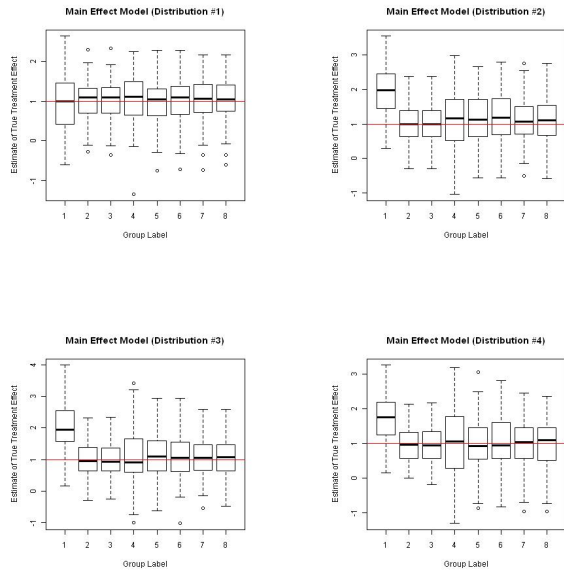 Main Effect Model (Distribution #1)
Estimate of True Treatment Effect
2
1
0
-1
1 2 3 4 5 6 7 8
Group Label
Main Effect Model (Distribution #2)
Estimate of True Treatment Effect
3
2
1
0
-1
1 2 3 4 5 6 7 8
Group Label
Main Effect Model (Distribution #3)
Estimate of True Treatment Effect
4
3
2
1
0
-1
1 2 3 4 5 6 7 8
Group Label
Main Effect Model (Distribution #4)
Estimate of True Treatment Effect
3
2
1
0
-1
1 2 3 4 5 6 7 8
Group Label